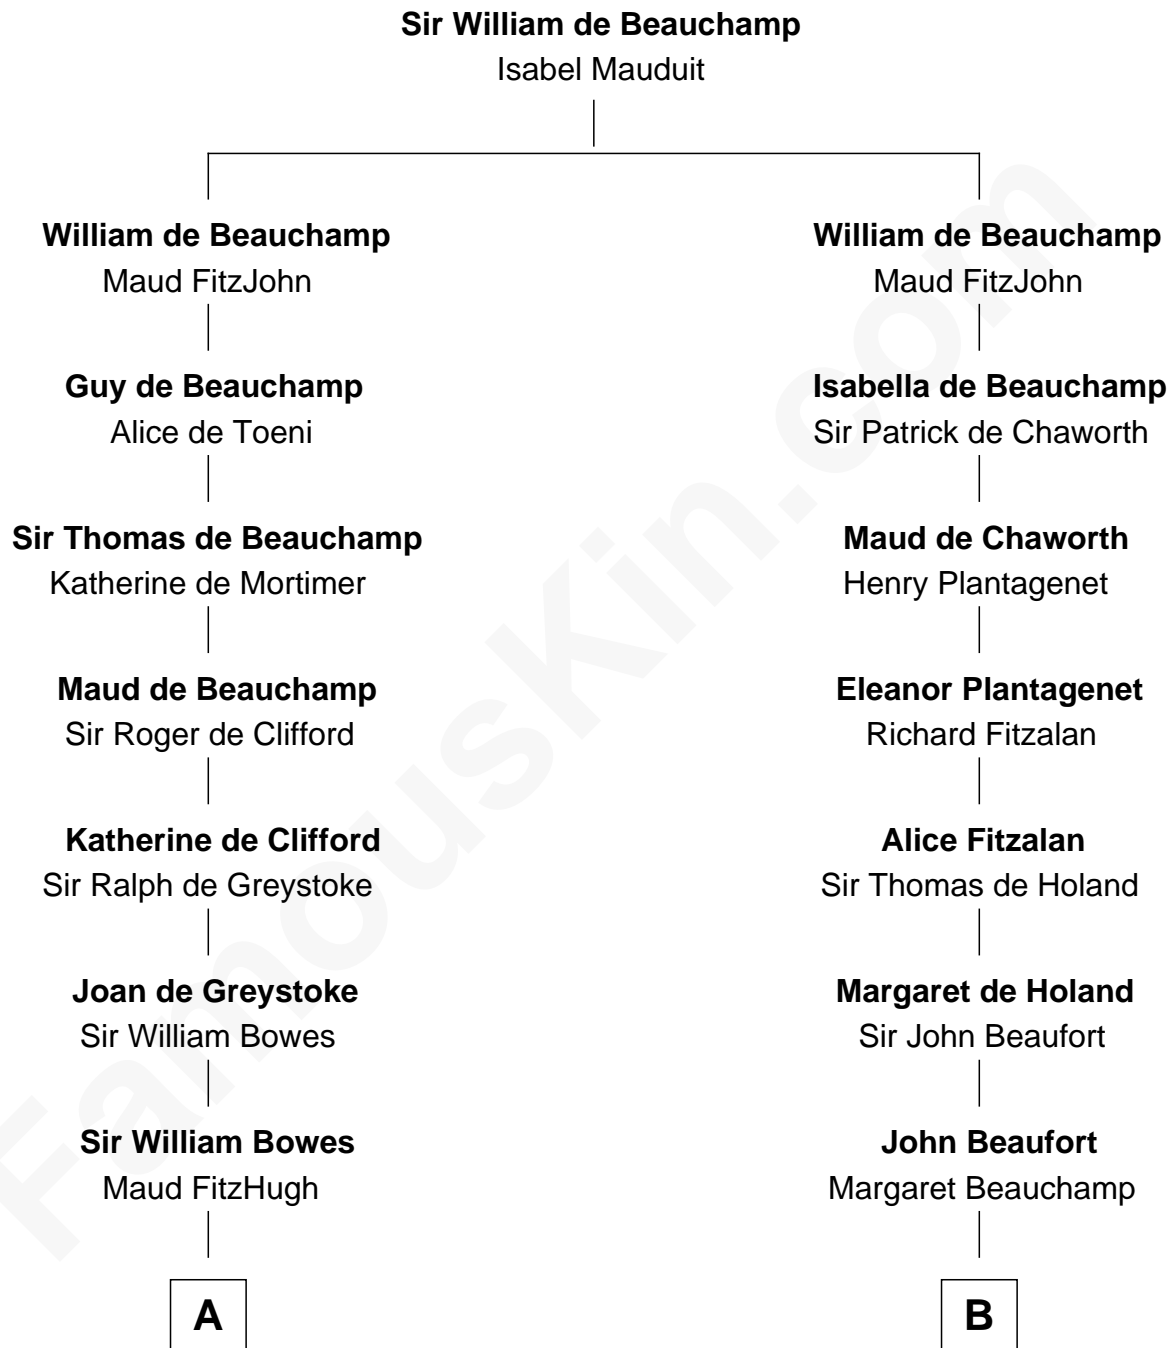 Sir William de Beauchamp
Isabel Mauduit
William de Beauchamp
Maud FitzJohn
Guy de Beauchamp
Alice de Toeni
Sir Thomas de Beauchamp
Katherine de Mortimer
Maud de Beauchamp
Sir Roger de Clifford
Katherine de Clifford
Sir Ralph de Greystoke
Joan de Greystoke
Sir William Bowes
Sir William Bowes
Maud FitzHugh
A
William de Beauchamp
Maud FitzJohn
Isabella de Beauchamp
Sir Patrick de Chaworth
Maud de Chaworth
Henry Plantagenet
Eleanor Plantagenet
Richard Fitzalan
Alice Fitzalan
Sir Thomas de Holand
Margaret de Holand
Sir John Beaufort
John Beaufort
Margaret Beauchamp
B
FamousKin.com